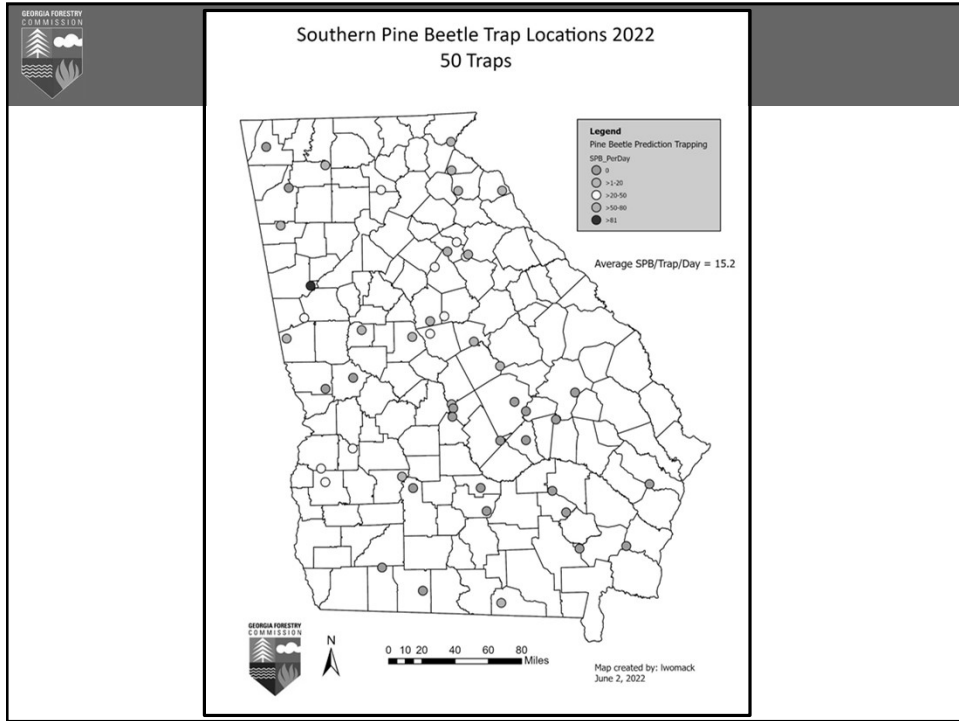 GEORGIA FORESTRY
COMMISSION
Southern Pine Beetle Trap Locations 2022
50 Traps
Legend
Pine Beetle Prediction Trapping
SPB_PerDay
0
>1-20
>20-50
>50-80
>81
Average SPB/Trap/Day = 15.2
GEORGIA FORESTRY
COMMISSION
N
0 10 20 40 60 80
Miles
Map created by: lwomack
June 2, 2022